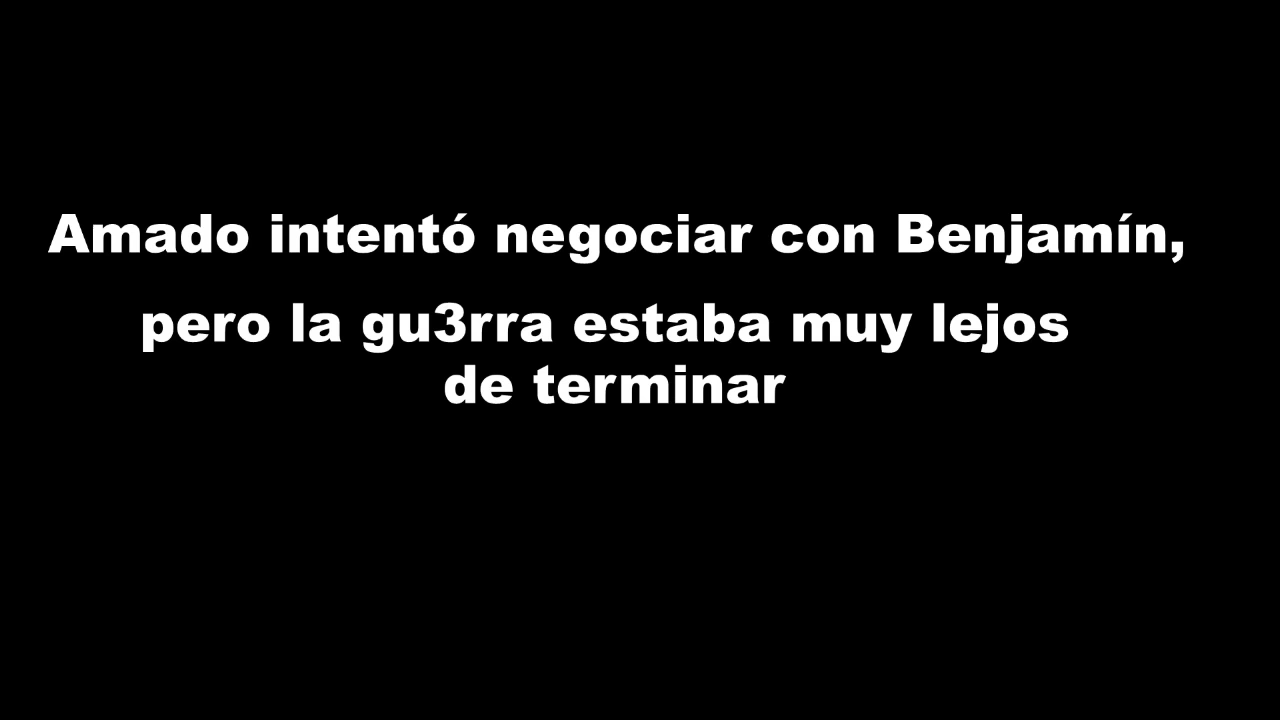 Amado intentó negociar con Benjamín,
pero la gu3rra estaba muy lejos
de terminar